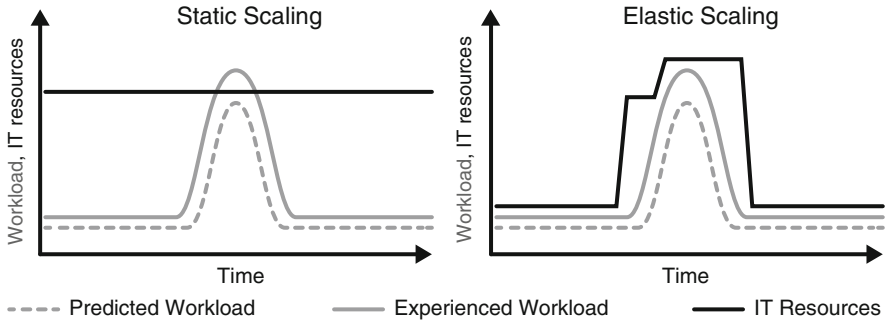 Static Scaling
Workload, IT resources
Time
Elastic Scaling
Workload, IT resources
Time
Predicted Workload
Experienced Workload
IT Resources